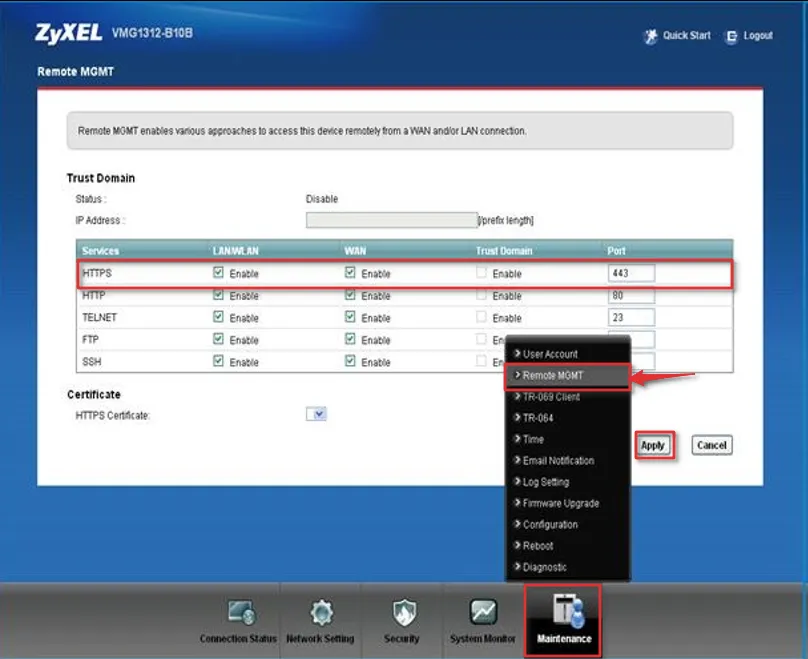 ZyXEL VMG1312-B10B
Quick Start Logout
Remote MGMT
Remote MGMT enables various approaches to access this device remotely from a WAN and/or LAN connection.
Trust Domain
Status : Disable
IP Address : [/prefix length]
Services LAN/WLAN WAN Trust Domain Port
HTTPS Enable Enable Enable 443
HTTP Enable Enable Enable 80
TELNET Enable Enable Enable 23
FTP Enable Enable En
SSH Enable Enable En
User Account
Remote MGMT
TR-069 Client
TR-064
Time
Email Notification
Log Setting
Firmware Upgrade
Configuration
Reboot
Diagnostic
Certificate
HTTPS Certificate:
Apply Cancel
Connection Status Network Setting Security System Monitor Maintenance